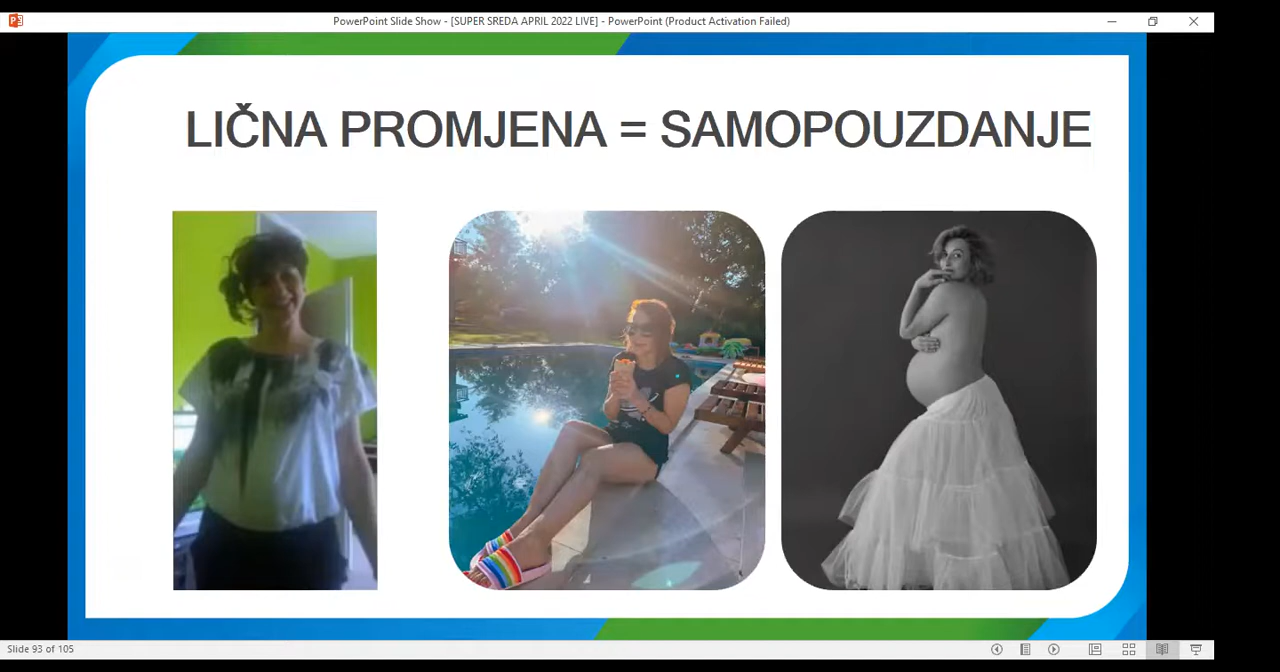 PowerPoint Slide Show - [SUPER SREDA APRIL 2022 LIVE] - PowerPoint (Product Activation Failed)
LIČNA PROMJENA = SAMOPOUZDANJE
Slide 93 of 105